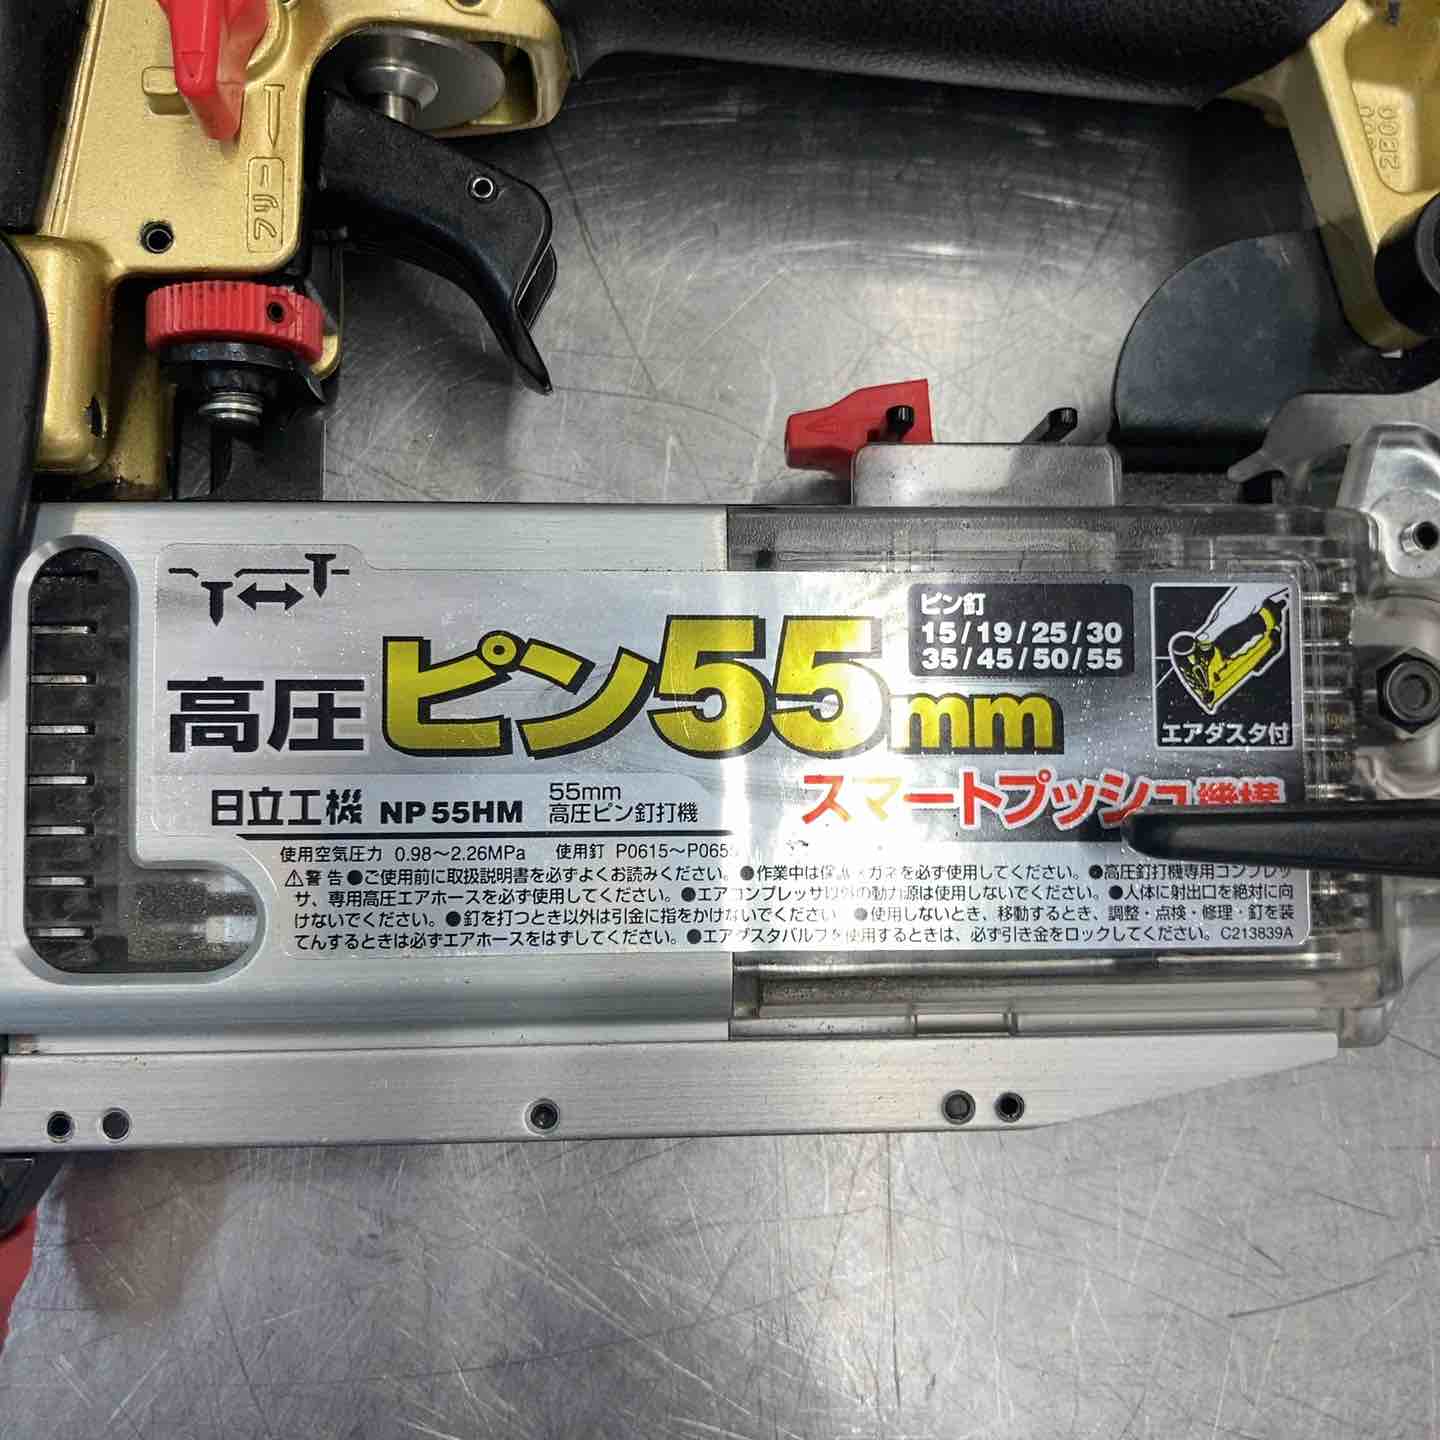 フリー
2800
高圧 ピン55mm
ピン釘
15/19/25/30
35/45/50/55
エアダスタ付
スマートプッシュ機構
日立工機 NP55HM 55mm
高圧ピン釘打機
使用空気圧力 0.98〜2.26MPa 使用釘 P0615〜P0655
⚠警告 ●ご使用前に取扱説明書を必ずよくお読みください。 ●作業中は保護メガネを必ず使用してください。 ●高圧釘打機専用コンプレッ
サ、専用高圧エアホースを必ず使用してください。 ●エアコンプレッサ以外の動力源は使用しないでください。 ●人体に射出口を絶対に向
けないでください。 ●釘を打つとき以外は引金に指をかけないでください ●使用しないとき、移動するとき、調整・点検・修理・釘を装
てんするときは必ずエアホースをはずしてください。 ●エアダスタバルブを使用するときは、必ず引き金をロックしてください。 C213839A